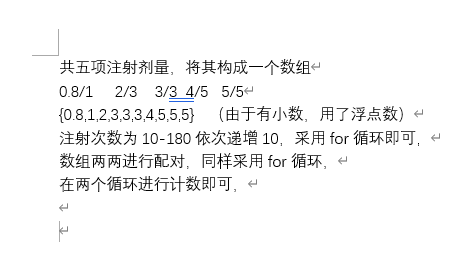 共五项注射剂量，将其构成一个数组
0.8/1 2/3 3/3 4/5 5/5
{0.8,1,2,3,3,3,4,5,5,5} （由于有小数，用了浮点数）
注射次数为 10-180 依次递增 10，采用 for 循环即可，
数组两两进行配对，同样采用 for 循环，
在两个循环进行计数即可，